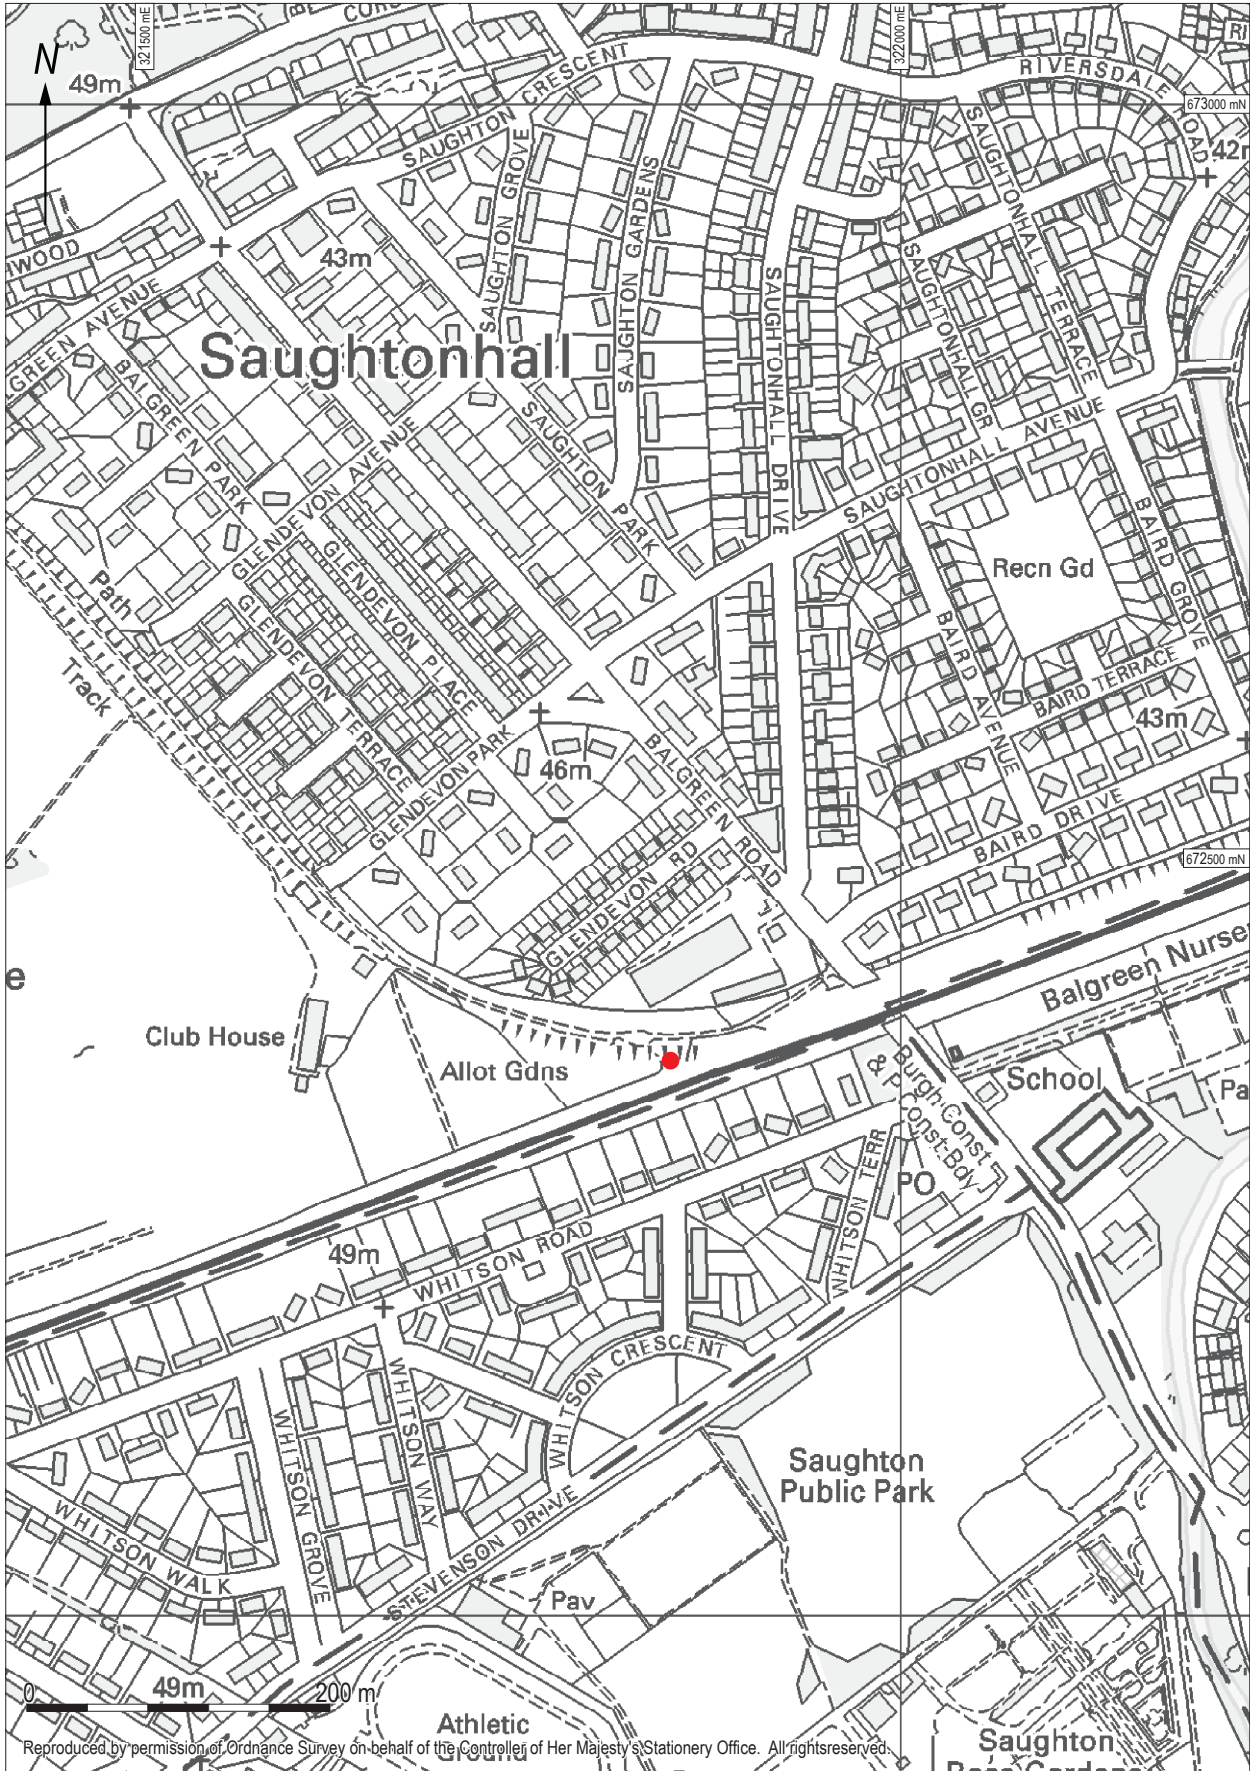 N
321500 mE
322000 mE
RI
49m
SAUGHTON CRESCENT
RIVERSDALE ROAD
673000 mN
SAUGHTON GROVE
SAUGHTON GARDENS
SAUGHTONHALL TERRACE
43m
GREEN AVENUE
SAUGHTONHALL DRIVE
SAUGHTONHALL GR
Saughtonhall
BALGREEN PARK
SAUGHTON PARK
SAUGHTONHALL AVENUE
GLENDEVON AVENUE
BAIRD GROVE
GLENDEVON PLACE
Path
Recn Gd
GLENDEVON TERRACE
BAIRD AVENUE
Track
BAIRD TERRACE
43m
GLENDEVON PARK
46m
BALGREEN ROAD
BAIRD DRIVE
672500 mN
GLENDEVON RD
e
Balgreen Nurse
Club House
Allot Gdns
Burgh Const
& P Const Bdy
School
Pa
PO
WHITSON TERR
49m
WHITSON ROAD
WHITSON CRESCENT
WHITSON WAY
WHITSON GROVE
Saughton
Public Park
WHITSON WALK
STEVENSON DRIVE
Pav
49m
0
200 m
Athletic
Ground
Saughton
Rose Gardens
Reproduced by permission of Ordnance Survey on behalf of the Controller of Her Majesty's Stationery Office. All rightsreserved.